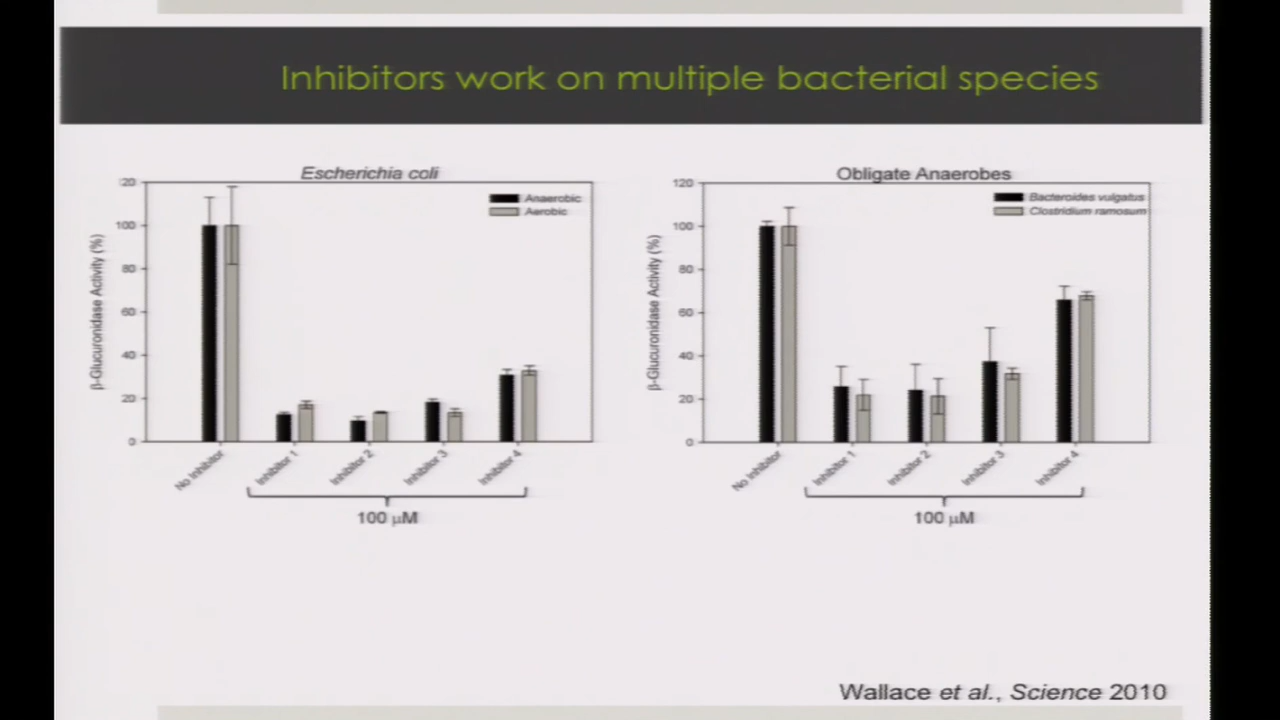 Inhibitors work on multiple bacterial species
Escherichia coli
20
100
80
60
40
20
0
β-Glucuronidase Activity (%)
Anaerobic
Aerobic
No Inhibitor
Inhibitor 1
Inhibitor 2
Inhibitor 3
Inhibitor 4
100 µM
Obligate Anaerobes
120
100
80
60
40
20
0
β-Glucuronidase Activity (%)
Bacteroides vulgatus
Clostridium ramosum
No Inhibitor
Inhibitor 1
Inhibitor 2
Inhibitor 3
Inhibitor 4
100 µM
Wallace et al., Science 2010